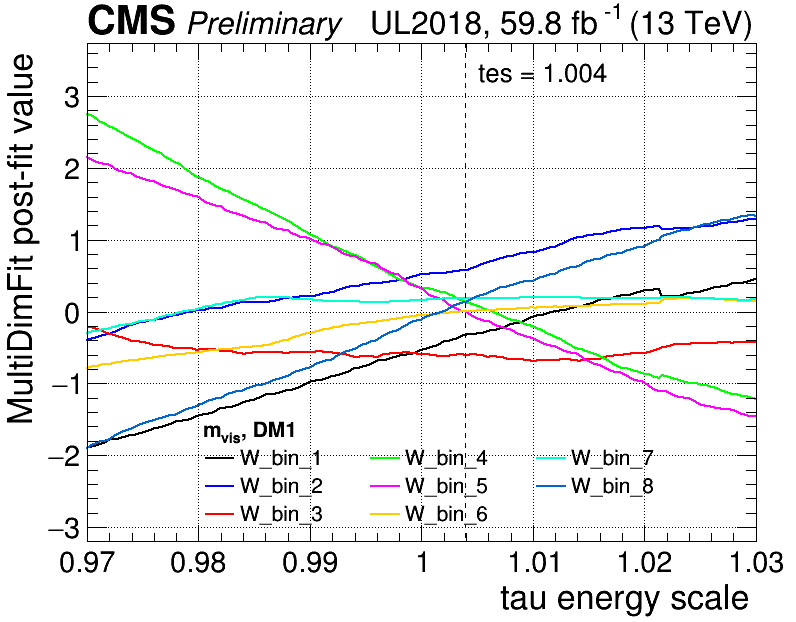 CMS Preliminary UL2018, 59.8 fb⁻¹ (13 TeV)
tes = 1.004
MultiDimFit post-fit value
3
2
1
0
−1
−2
−3
m_vis, DM1
W_bin_1 W_bin_4 W_bin_7
W_bin_2 W_bin_5 W_bin_8
W_bin_3 W_bin_6
0.97 0.98 0.99 1 1.01 1.02 1.03
tau energy scale